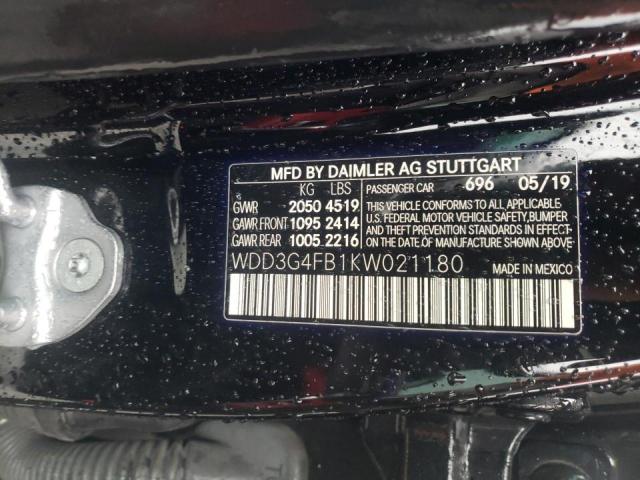 MFD BY DAIMLER AG STUTTGART
KG LBS
GVWR 2050 4519
GAWR FRONT 1095 2414
GAWR REAR 1005 2216
PASSENGER CAR 696 05/19
THIS VEHICLE CONFORMS TO ALL APPLICABLE
U.S. FEDERAL MOTOR VEHICLE SAFETY, BUMPER
AND THEFT PREVENTION STANDARDS IN EFFECT
ON THE DATE OF MANUFACTURE SHOWN ABOVE.
WDD3G4FB1KW021180
MADE IN MEXICO